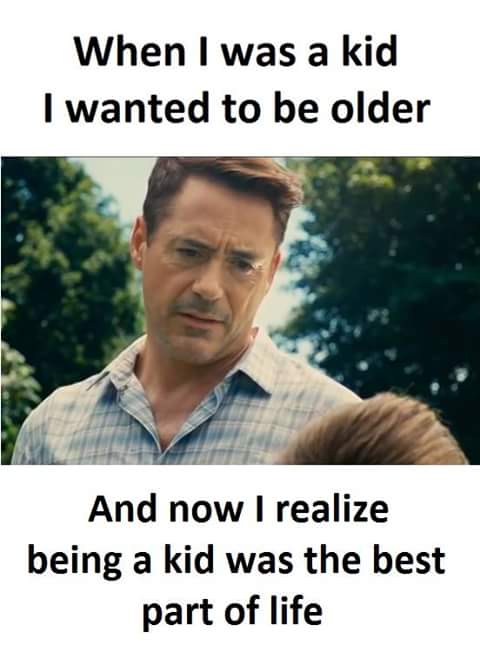 When I was a kid
I wanted to be older
And now I realize
being a kid was the best
part of life